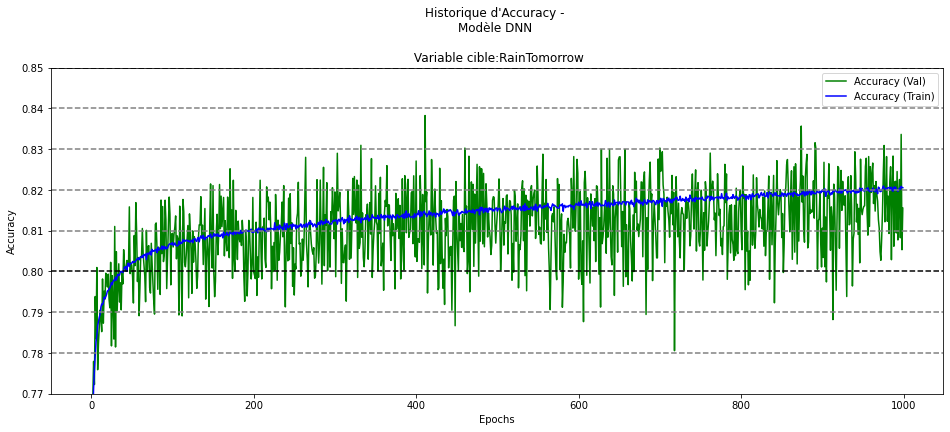 Historique d'Accuracy -
Modèle DNN
Variable cible:RainTomorrow
0.85
0.84
0.83
0.82
0.81
0.80
0.79
0.78
0.77
Accuracy
Accuracy (Val)
Accuracy (Train)
0
200
400
600
800
1000
Epochs